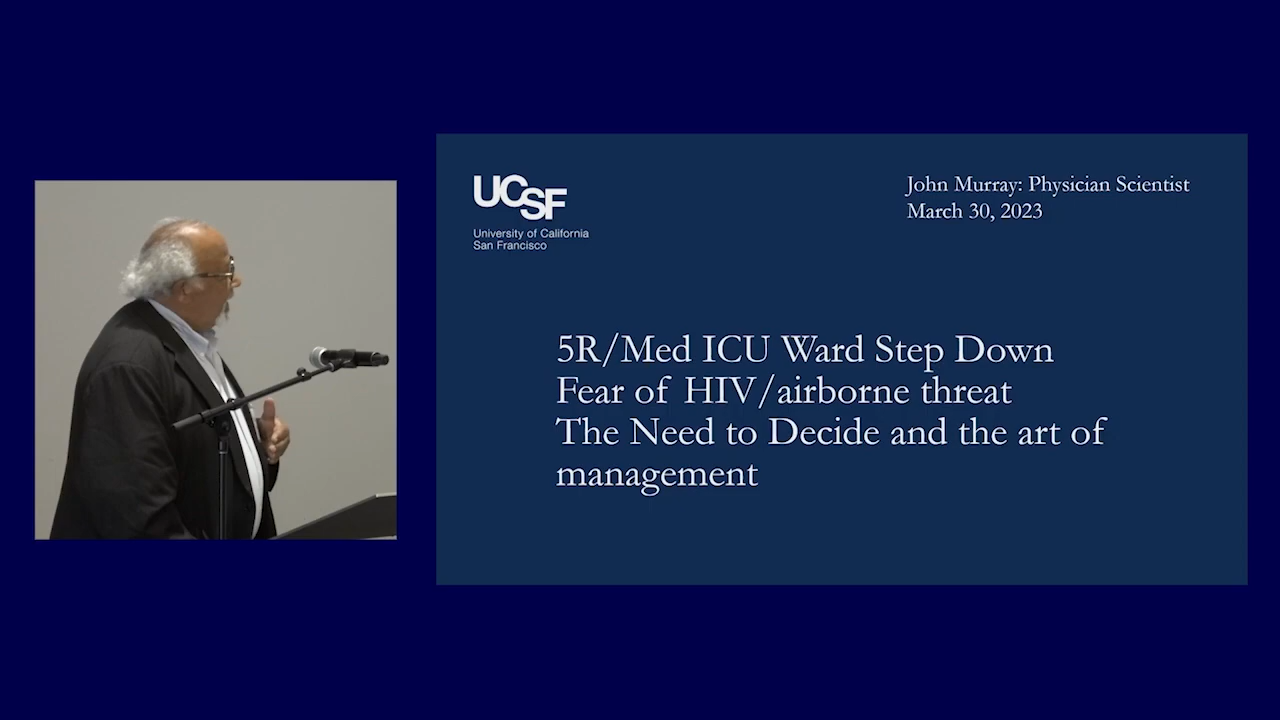 UCSF
University of California
San Francisco
John Murray: Physician Scientist
March 30, 2023
5R/Med ICU Ward Step Down
Fear of HIV/airborne threat
The Need to Decide and the art of
management